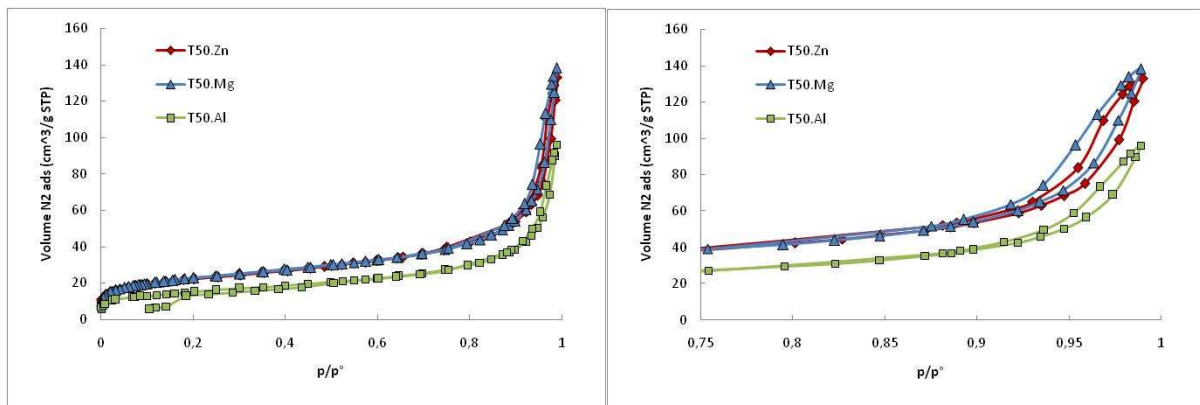 160
140
120
100
80
60
40
20
0
Volume N2 ads (cm^3/g STP)
T50.Zn
T50.Mg
T50.Al
0 0,2 0,4 0,6 0,8 1
p/p°
160
140
120
100
80
60
40
20
0
Volume N2 ads (cm^3/g STP)
T50.Zn
T50.Mg
T50.Al
0,75 0,8 0,85 0,9 0,95 1
p/p°